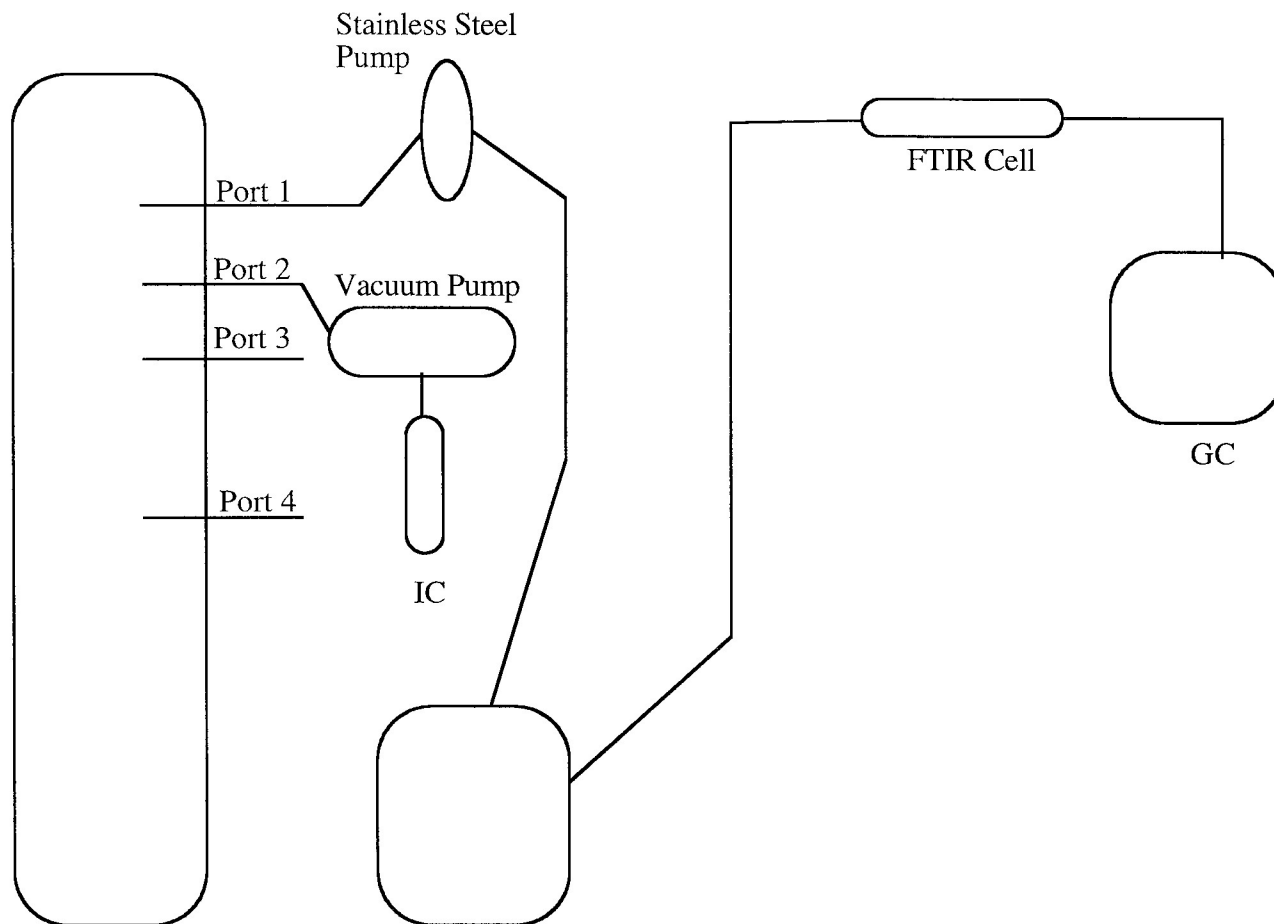 Stainless Steel
Pump
Port 1
FTIR Cell
Port 2
Vacuum Pump
Port 3
GC
Port 4
IC